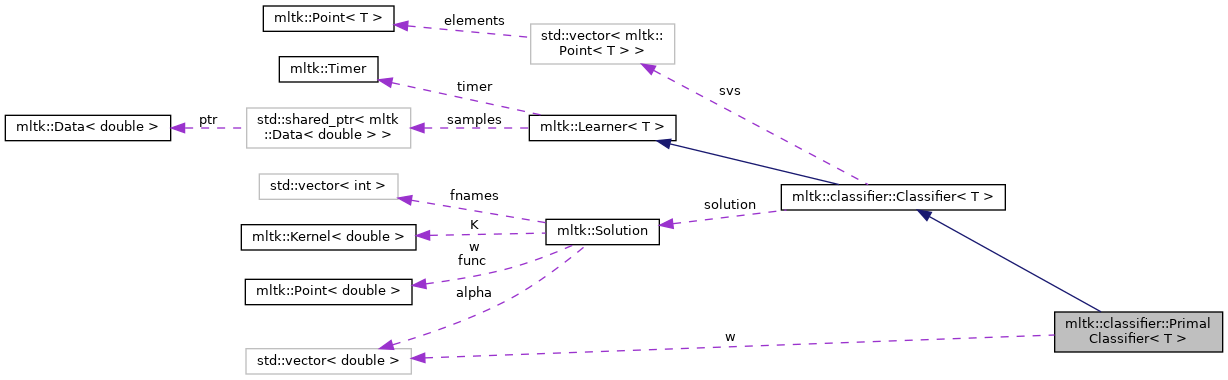 mltk::Point< T >
elements
std::vector< mltk::
Point< T > >
mltk::Timer
timer
svs
mltk::Data< double >
ptr
std::shared_ptr< mltk
::Data< double > >
samples
mltk::Learner< T >
std::vector< int >
fnames
mltk::classifier::Classifier< T >
solution
mltk::Kernel< double >
K
mltk::Solution
w
func
mltk::Point< double >
alpha
mltk::classifier::Primal
Classifier< T >
w
std::vector< double >